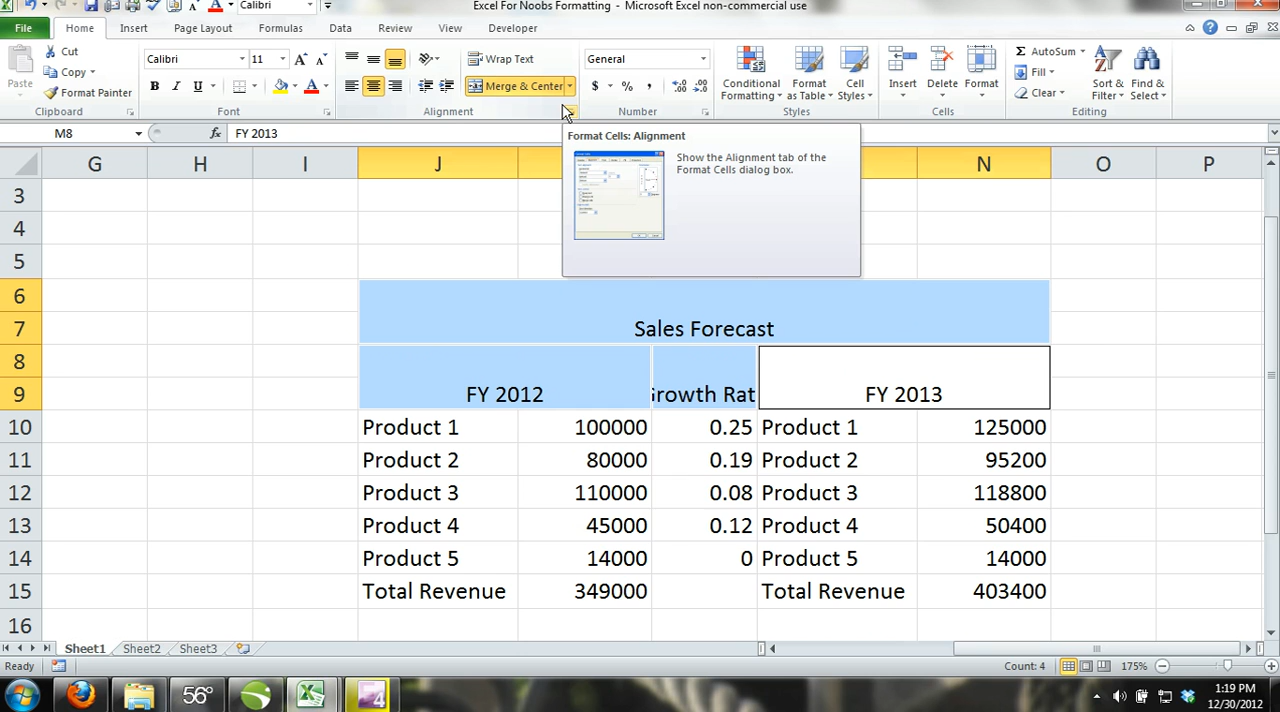 Excel For Noobs Formatting - Microsoft Excel non-commercial use
Calibri
File Home Insert Page Layout Formulas Data Review View Developer
Paste
Cut
Copy
Format Painter
Clipboard
Calibri 11
B I U
Font
Wrap Text
Merge & Center
Alignment
General
$ % ,
Number
Conditional Formatting
Format as Table
Cell Styles
Styles
Insert Delete Format
Cells
AutoSum
Fill
Clear
Sort & Filter
Find & Select
Editing
M8 fx FY 2013
Format Cells: Alignment
Show the Alignment tab of the
Format Cells dialog box.
G H I J N O P
3
4
5
6
7 Sales Forecast
8
9 FY 2012 Growth Rat FY 2013
10 Product 1 100000 0.25 Product 1 125000
11 Product 2 80000 0.19 Product 2 95200
12 Product 3 110000 0.08 Product 3 118800
13 Product 4 45000 0.12 Product 4 50400
14 Product 5 14000 0 Product 5 14000
15 Total Revenue 349000 Total Revenue 403400
16
Sheet1 Sheet2 Sheet3
Ready Count: 4 175%
56° 4 1:19 PM
12/30/2012